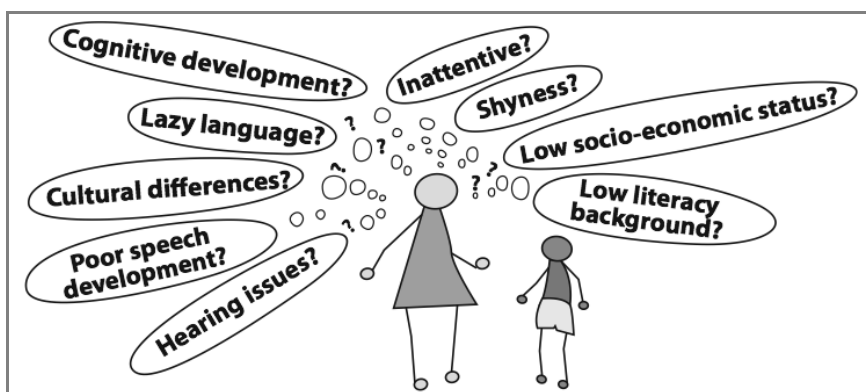 Cognitive development?
Inattentive?
Shyness?
Lazy language?
Low socio-economic status?
Cultural differences?
Low literacy
background?
Poor speech
development?
Hearing issues?
?
?
?
?
?
?